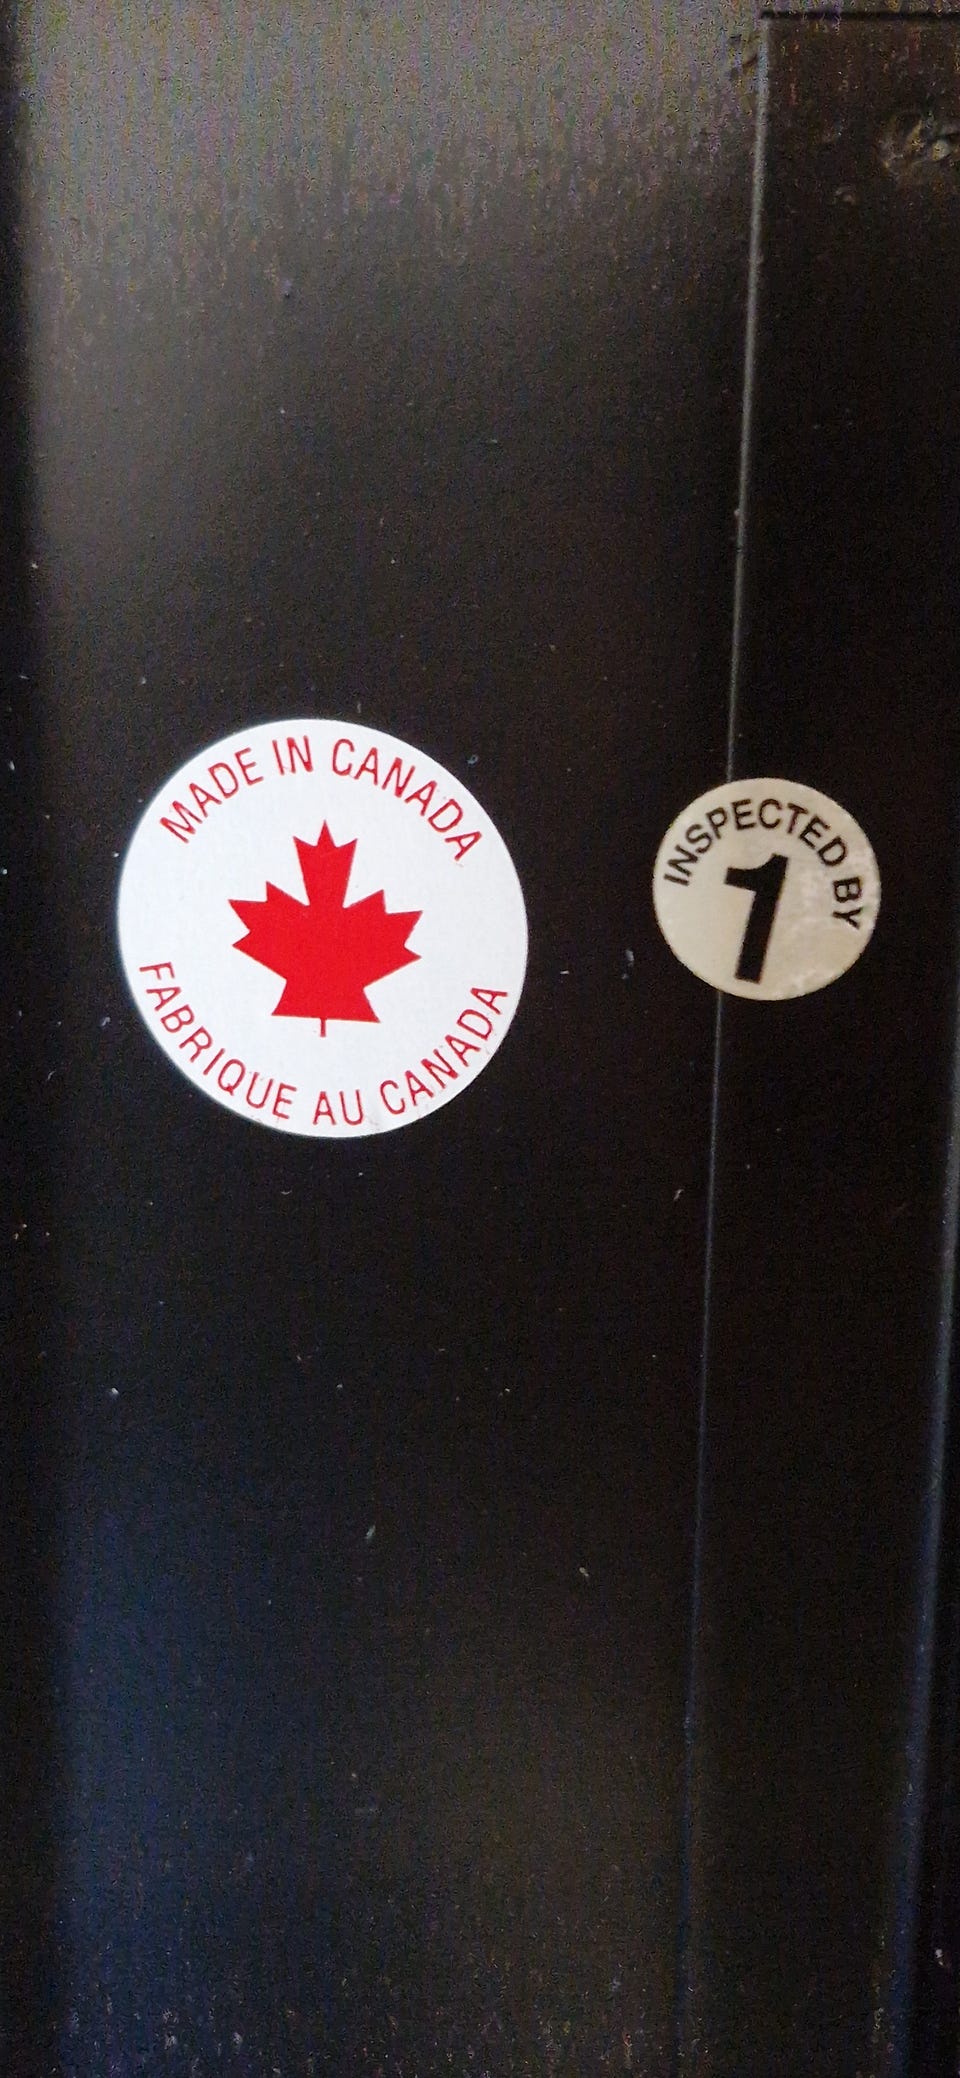 MADE IN CANADA
FABRIQUE AU CANADA
INSPECTED BY
1